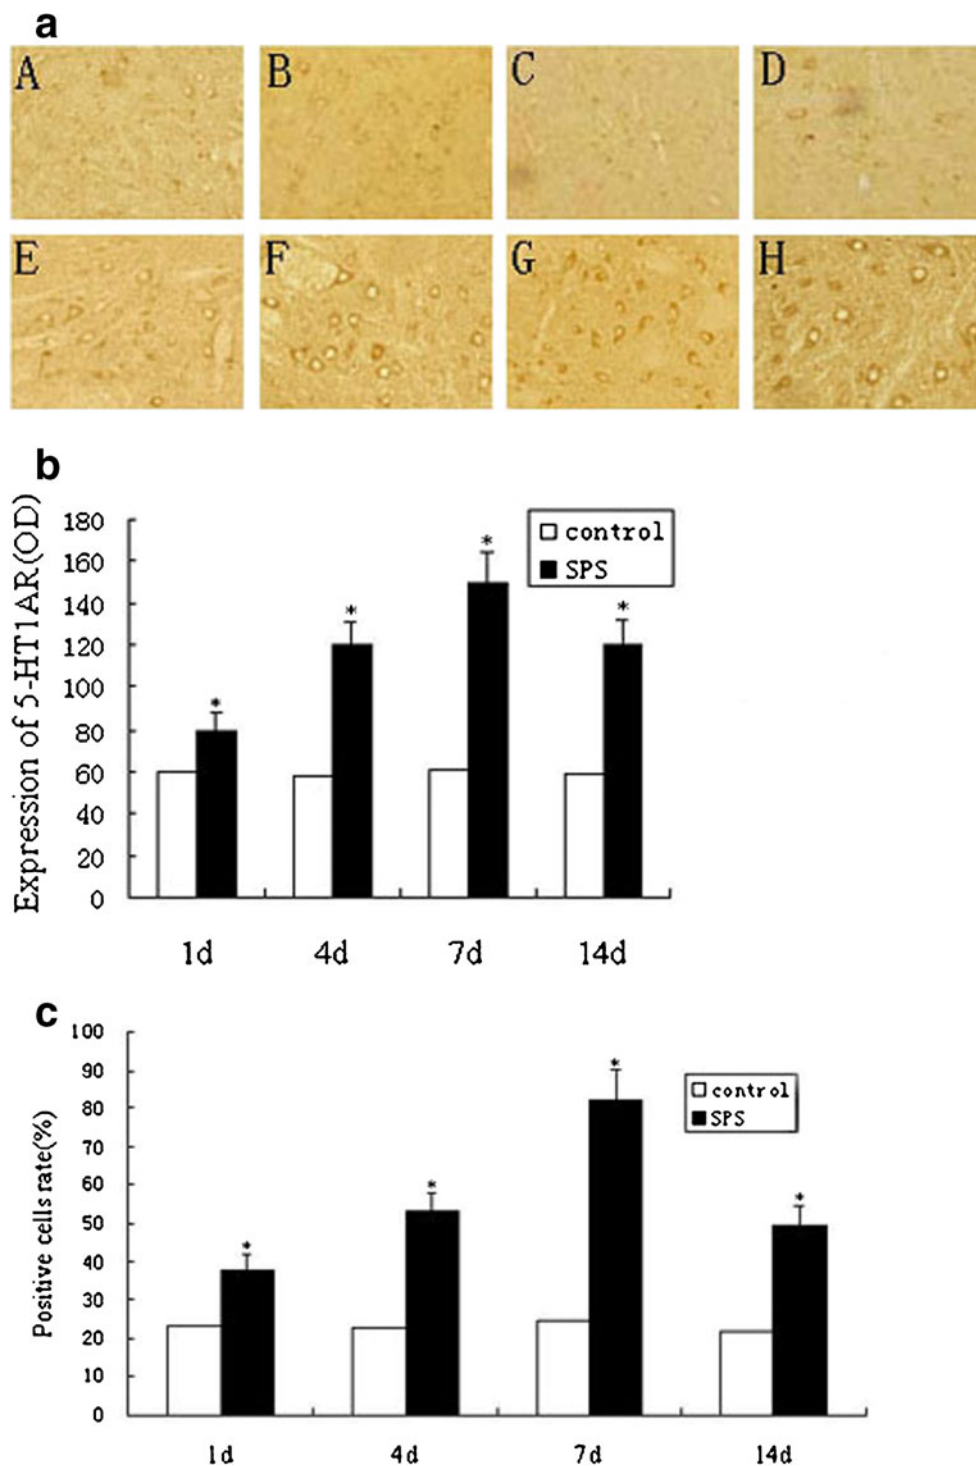 a
A B C D
E F G H
b
Expression of 5-HT1AR(OD)
180
160
140
120
100
80
60
40
20
0
control
SPS
*
*
*
*
1d 4d 7d 14d
c
Positive cells rate(%)
100
90
80
70
60
50
40
30
20
10
0
control
SPS
*
*
*
*
1d 4d 7d 14d